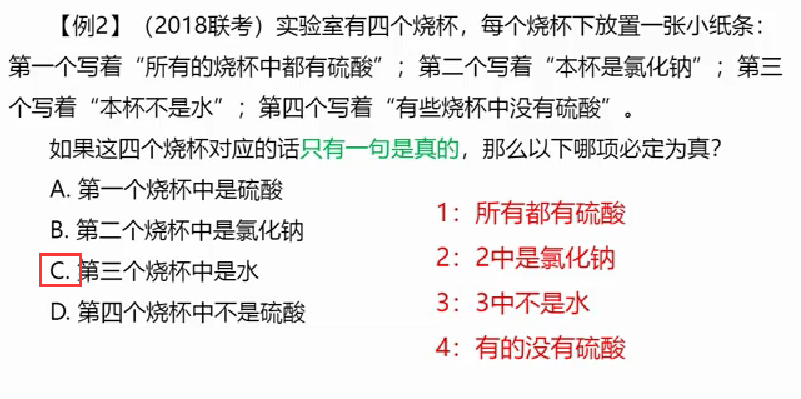 【例2】（2018联考）实验室有四个烧杯，每个烧杯下放置一张小纸条：
第一个写着“所有的烧杯中都有硫酸”；第二个写着“本杯是氯化钠”；第三
个写着“本杯不是水”；第四个写着“有些烧杯中没有硫酸”。
如果这四个烧杯对应的话只有一句是真的，那么以下哪项必定为真？
A. 第一个烧杯中是硫酸
B. 第二个烧杯中是氯化钠
C. 第三个烧杯中是水
D. 第四个烧杯中不是硫酸
1：所有都有硫酸
2：2中是氯化钠
3：3中不是水
4：有的没有硫酸